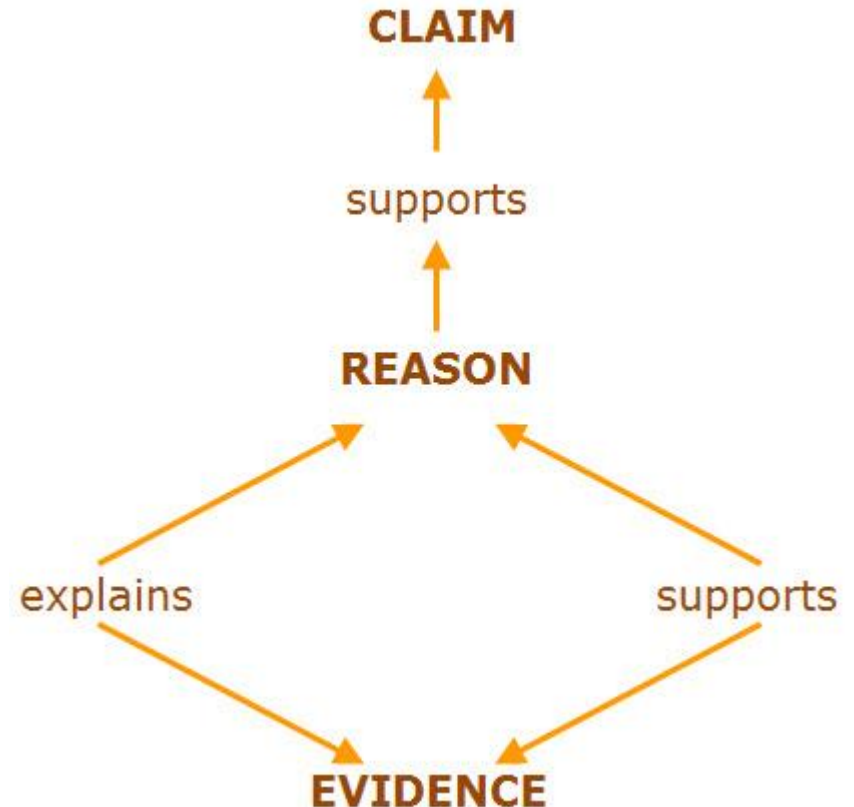 CLAIM
supports
REASON
explains
supports
EVIDENCE